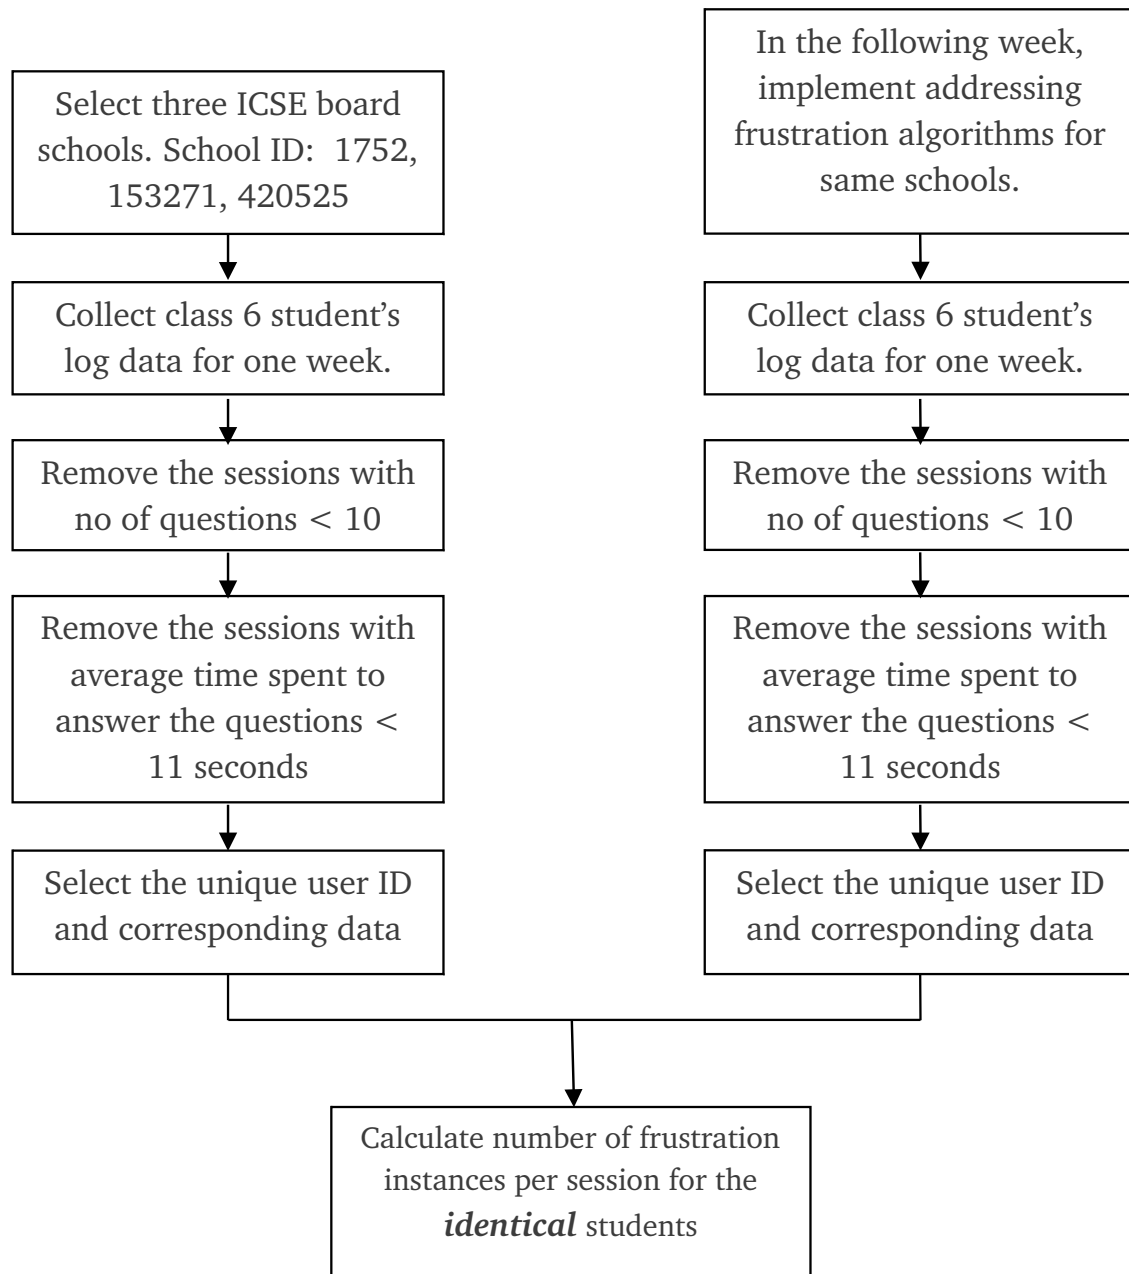 Select three ICSE board
schools. School ID: 1752,
153271, 420525
Collect class 6 student’s
log data for one week.
Remove the sessions with
no of questions < 10
Remove the sessions with
average time spent to
answer the questions <
11 seconds
Select the unique user ID
and corresponding data
In the following week,
implement addressing
frustration algorithms for
same schools.
Collect class 6 student’s
log data for one week.
Remove the sessions with
no of questions < 10
Remove the sessions with
average time spent to
answer the questions <
11 seconds
Select the unique user ID
and corresponding data
Calculate number of frustration
instances per session for the
identical students